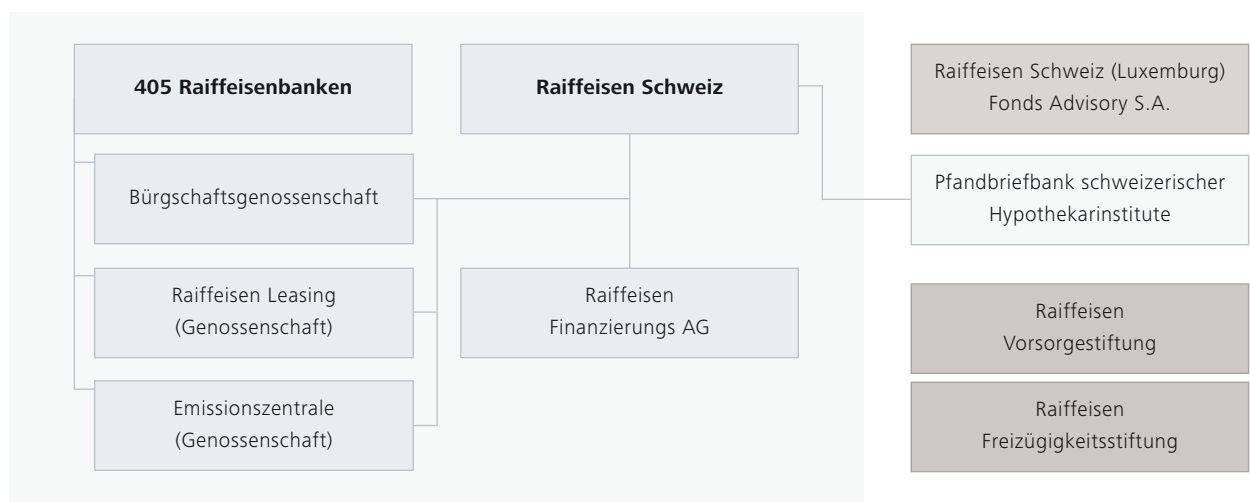 405 Raiffeisenbanken
Raiffeisen Schweiz
Raiffeisen Schweiz (Luxemburg)
Fonds Advisory S.A.
Bürgschaftsgenossenschaft
Pfandbriefbank schweizerischer
Hypothekarinstitute
Raiffeisen Leasing
(Genossenschaft)
Raiffeisen
Finanzierungs AG
Raiffeisen
Vorsorgestiftung
Emissionszentrale
(Genossenschaft)
Raiffeisen
Freizügigkeitsstiftung